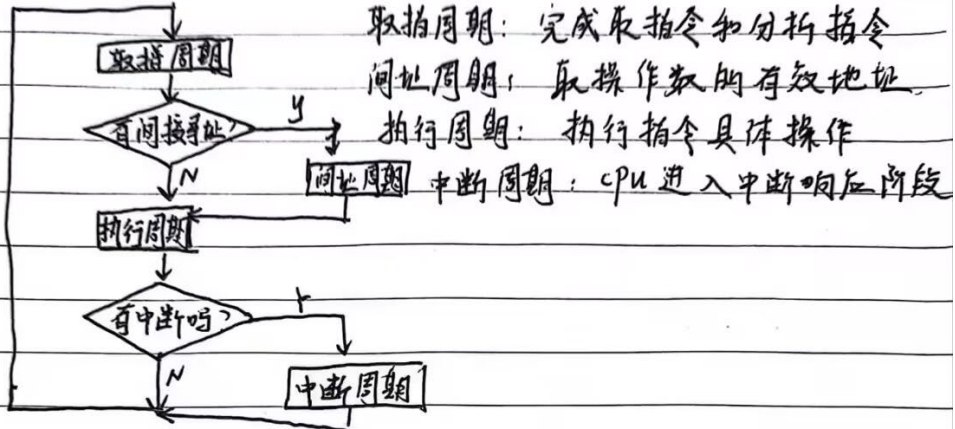 取指周期：完成取指令和分析指令
取指周期
间址周期：取操作数的有效地址.
有间接寻址？
y
执行周期：执行指令具体操作
N
间址周期
中断周期：CPU进入中断响应阶段
执行周期
有中断吗？
Y
N
中断周期